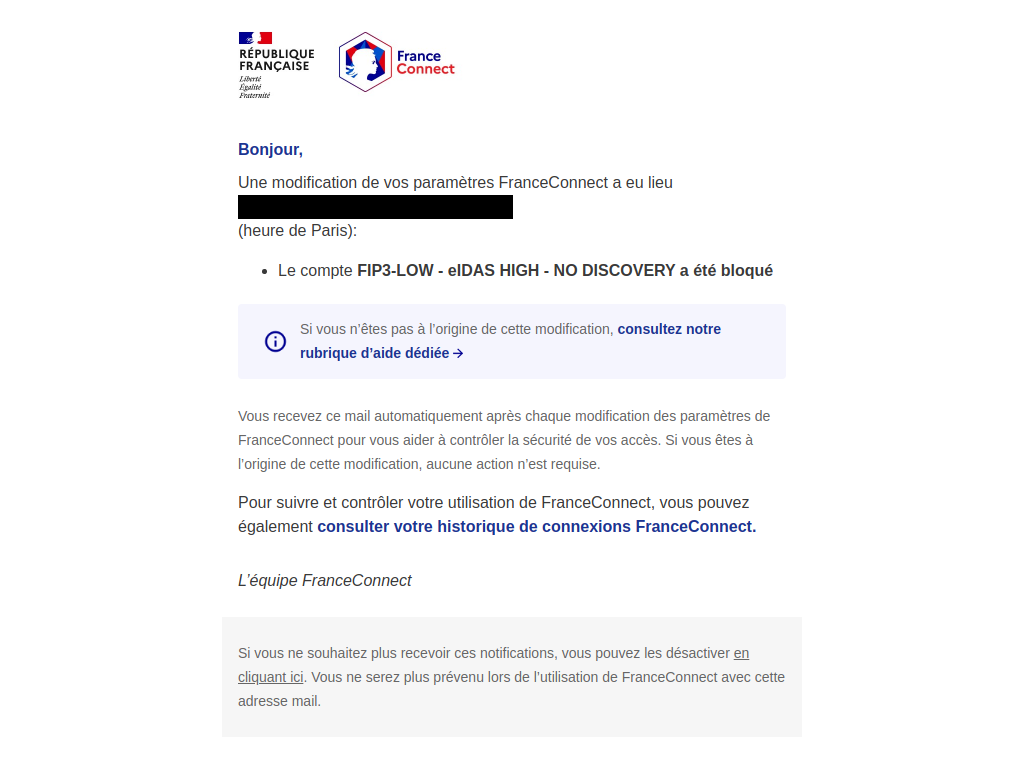 RÉPUBLIQUE
FRANÇAISE
Liberté
Égalité
Fraternité
France
Connect
Bonjour,
Une modification de vos paramètres FranceConnect a eu lieu
(heure de Paris):
• Le compte FIP3-LOW - eIDAS HIGH - NO DISCOVERY a été bloqué
Si vous n’êtes pas à l’origine de cette modification, consultez notre
rubrique d’aide dédiée →
Vous recevez ce mail automatiquement après chaque modification des paramètres de
FranceConnect pour vous aider à contrôler la sécurité de vos accès. Si vous êtes à
l’origine de cette modification, aucune action n’est requise.
Pour suivre et contrôler votre utilisation de FranceConnect, vous pouvez
également consulter votre historique de connexions FranceConnect.
L’équipe FranceConnect
Si vous ne souhaitez plus recevoir ces notifications, vous pouvez les désactiver en
cliquant ici. Vous ne serez plus prévenu lors de l’utilisation de FranceConnect avec cette
adresse mail.